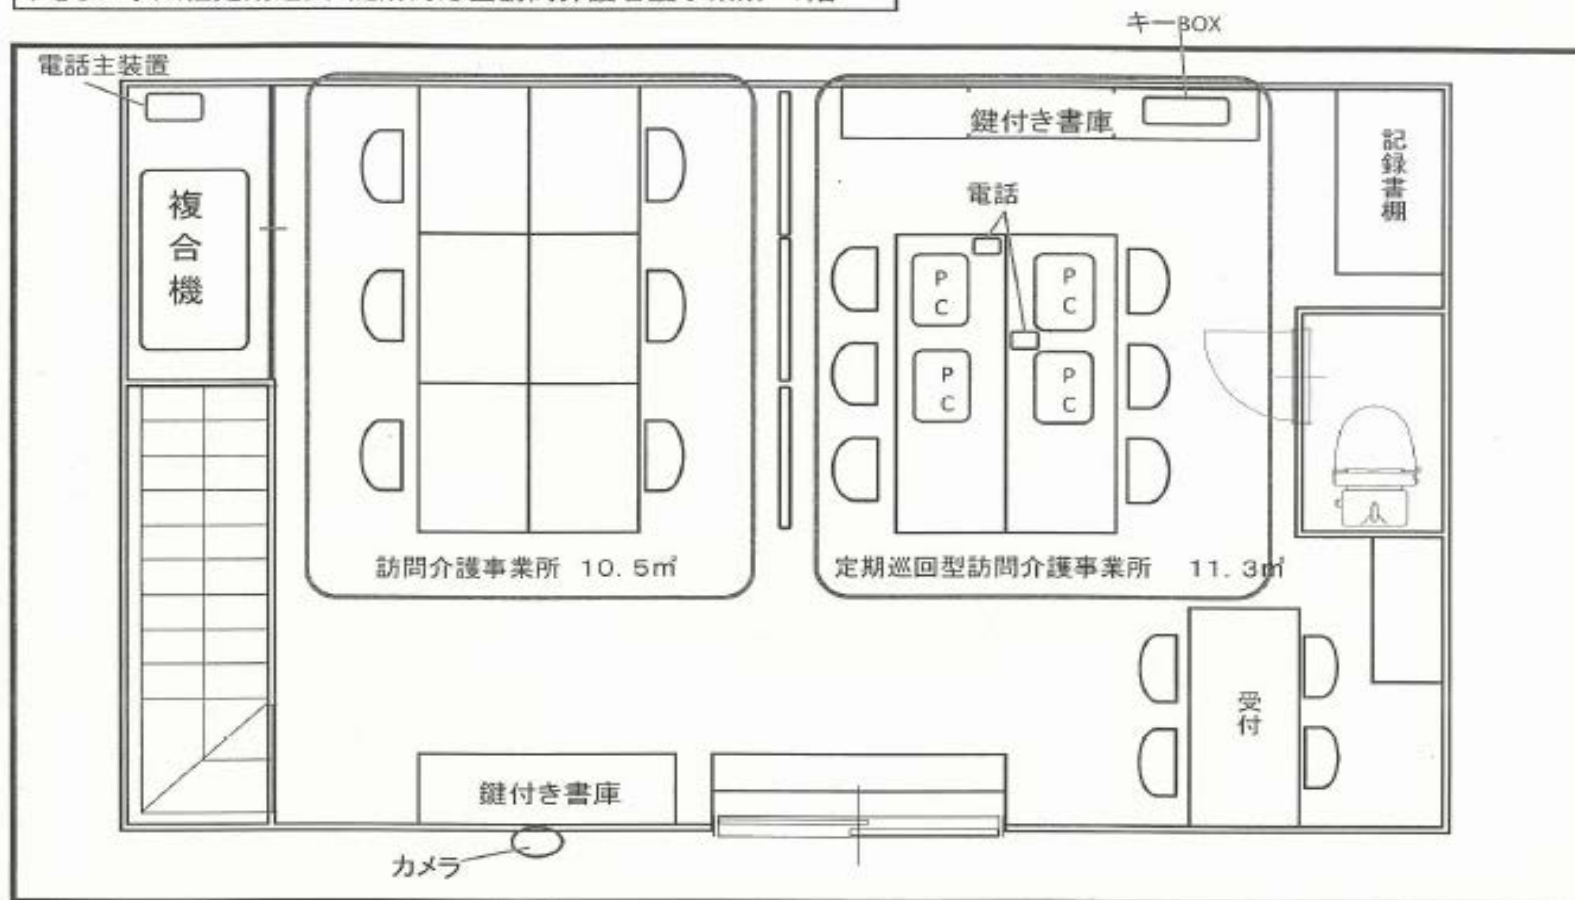 キーBOX
電話主装置
鍵付き書庫
記録書棚
複合機
電話
PC
PC
PC
PC
訪問介護事業所 10.5㎡
定期巡回型訪問介護事業所 11.3㎡
受付
鍵付き書庫
カメラ